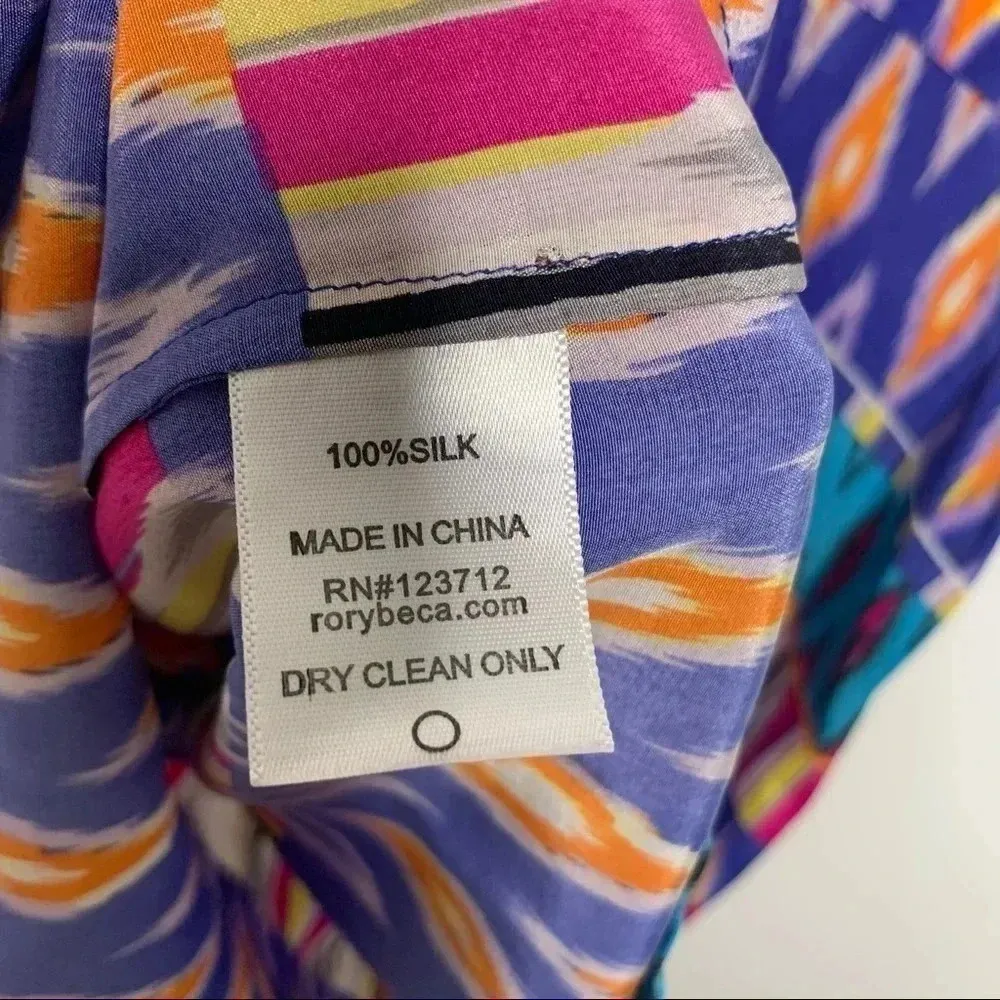 100%SILK
MADE IN CHINA
RN#123712
rorybeca.com
DRY CLEAN ONLY